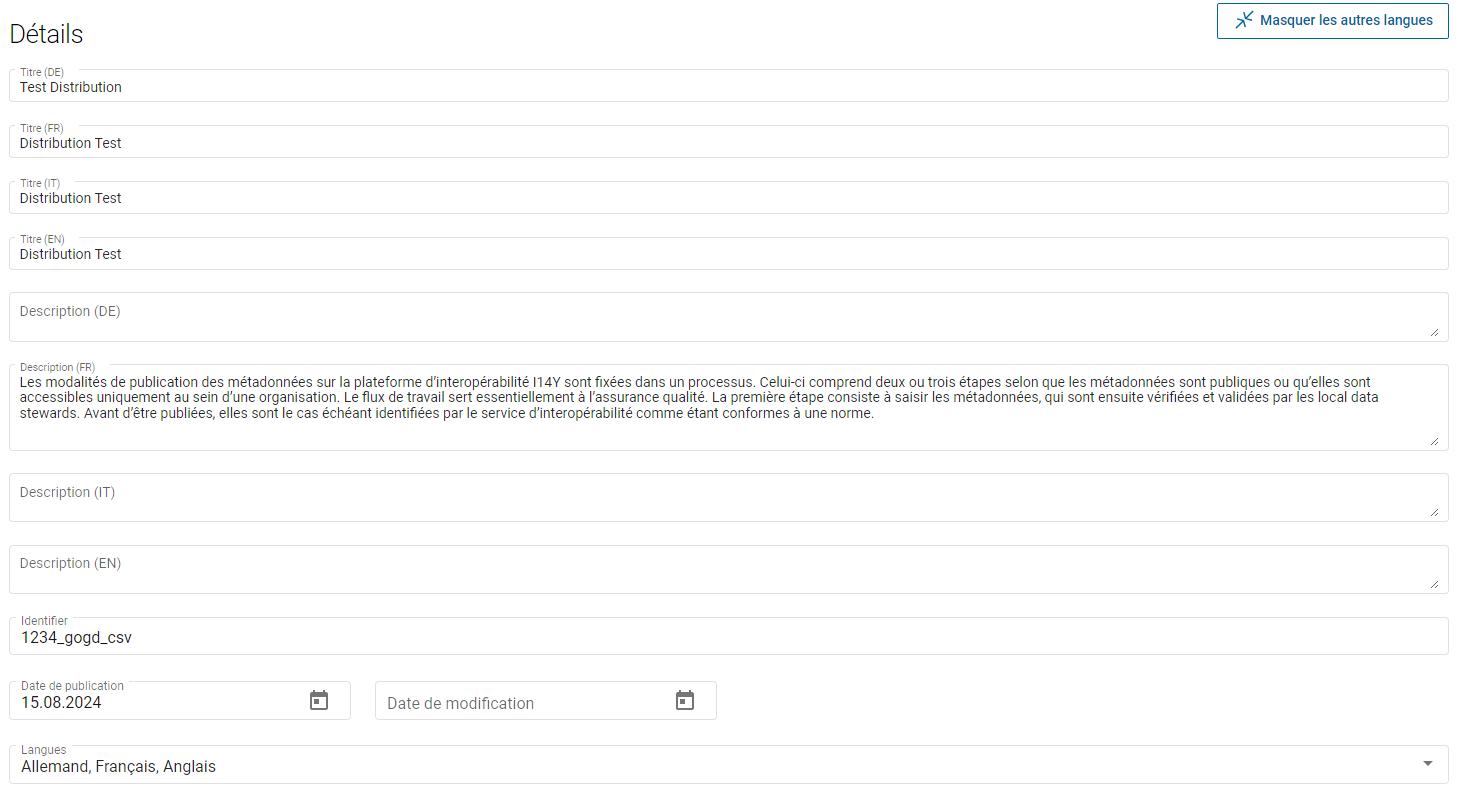 Détails
Masquer les autres langues
Titre (DE)
Test Distribution
Titre (FR)
Distribution Test
Titre (IT)
Distribution Test
Titre (EN)
Distribution Test
Description (DE)
Description (FR)
Les modalités de publication des métadonnées sur la plateforme d’interopérabilité I14Y sont fixées dans un processus. Celui-ci comprend deux ou trois étapes selon que les métadonnées sont publiques ou qu’elles sont
accessibles uniquement au sein d’une organisation. Le flux de travail sert essentiellement à l’assurance qualité. La première étape consiste à saisir les métadonnées, qui sont ensuite vérifiées et validées par les local data
stewards. Avant d’être publiées, elles sont le cas échéant identifiées par le service d’interopérabilité comme étant conformes à une norme.
Description (IT)
Description (EN)
Identifier
1234_gogd_csv
Date de publication
15.08.2024
Date de modification
Langues
Allemand, Français, Anglais